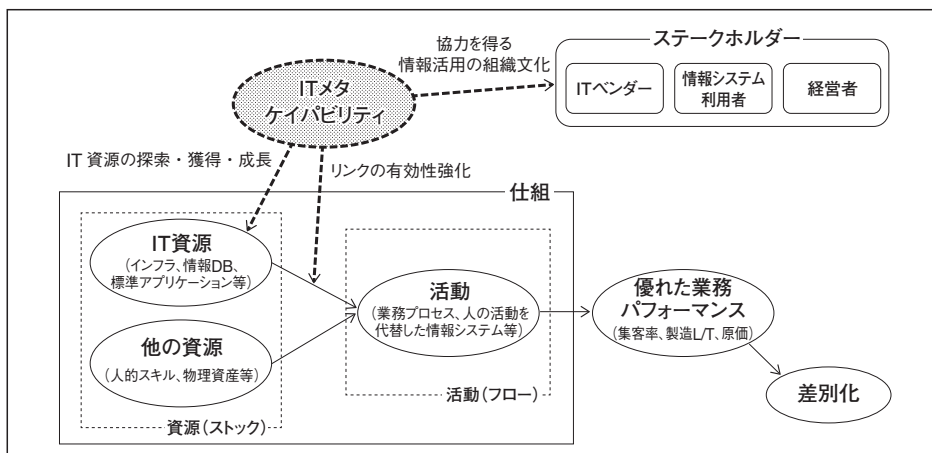 ステークホルダー
ITベンダー
情報システム
利用者
経営者
協力を得る
情報活用の組織文化
ITメタ
ケイパビリティ
IT資源の探索・獲得・成長
リンクの有効性強化
仕組
IT資源
（インフラ、情報DB、
標準アプリケーション等）
他の資源
（人的スキル、物理資産等）
資源（ストック）
活動
（業務プロセス、人の活動を
代替した情報システム等）
活動（フロー）
優れた業務
パフォーマンス
（集客率、製造L/T、原価）
差別化